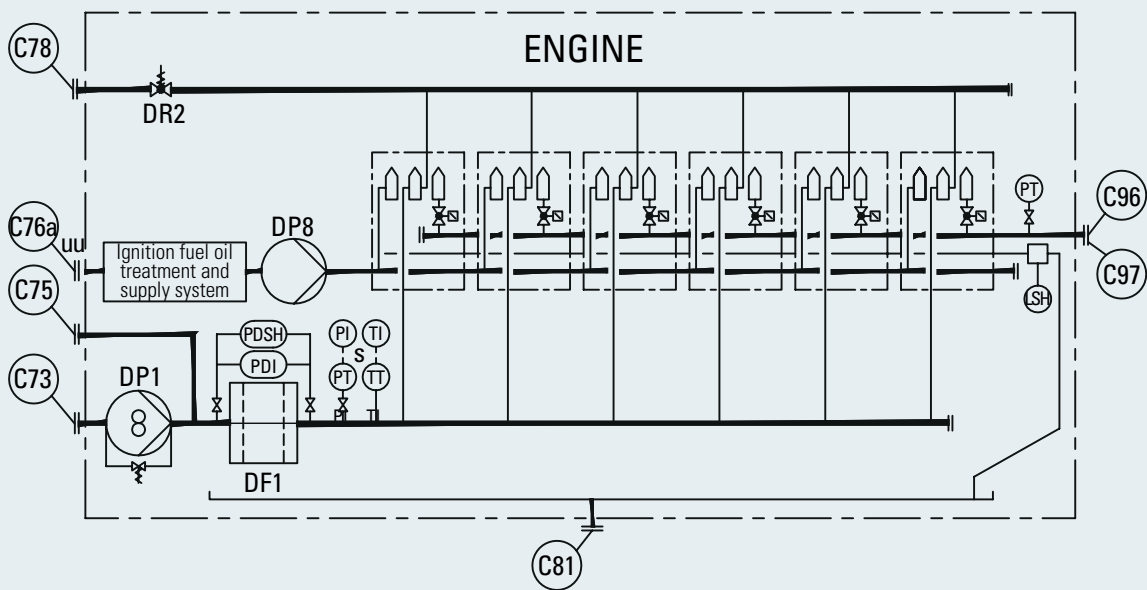 ENGINE
C78
DR2
C76a
uu
Ignition fuel oil
treatment and
supply system
DP8
PT
C96
C97
LSH
C75
C73
DP1
PDSH
PDI
DF1
PI
TI
S
PT
TT
PI
TI
C81